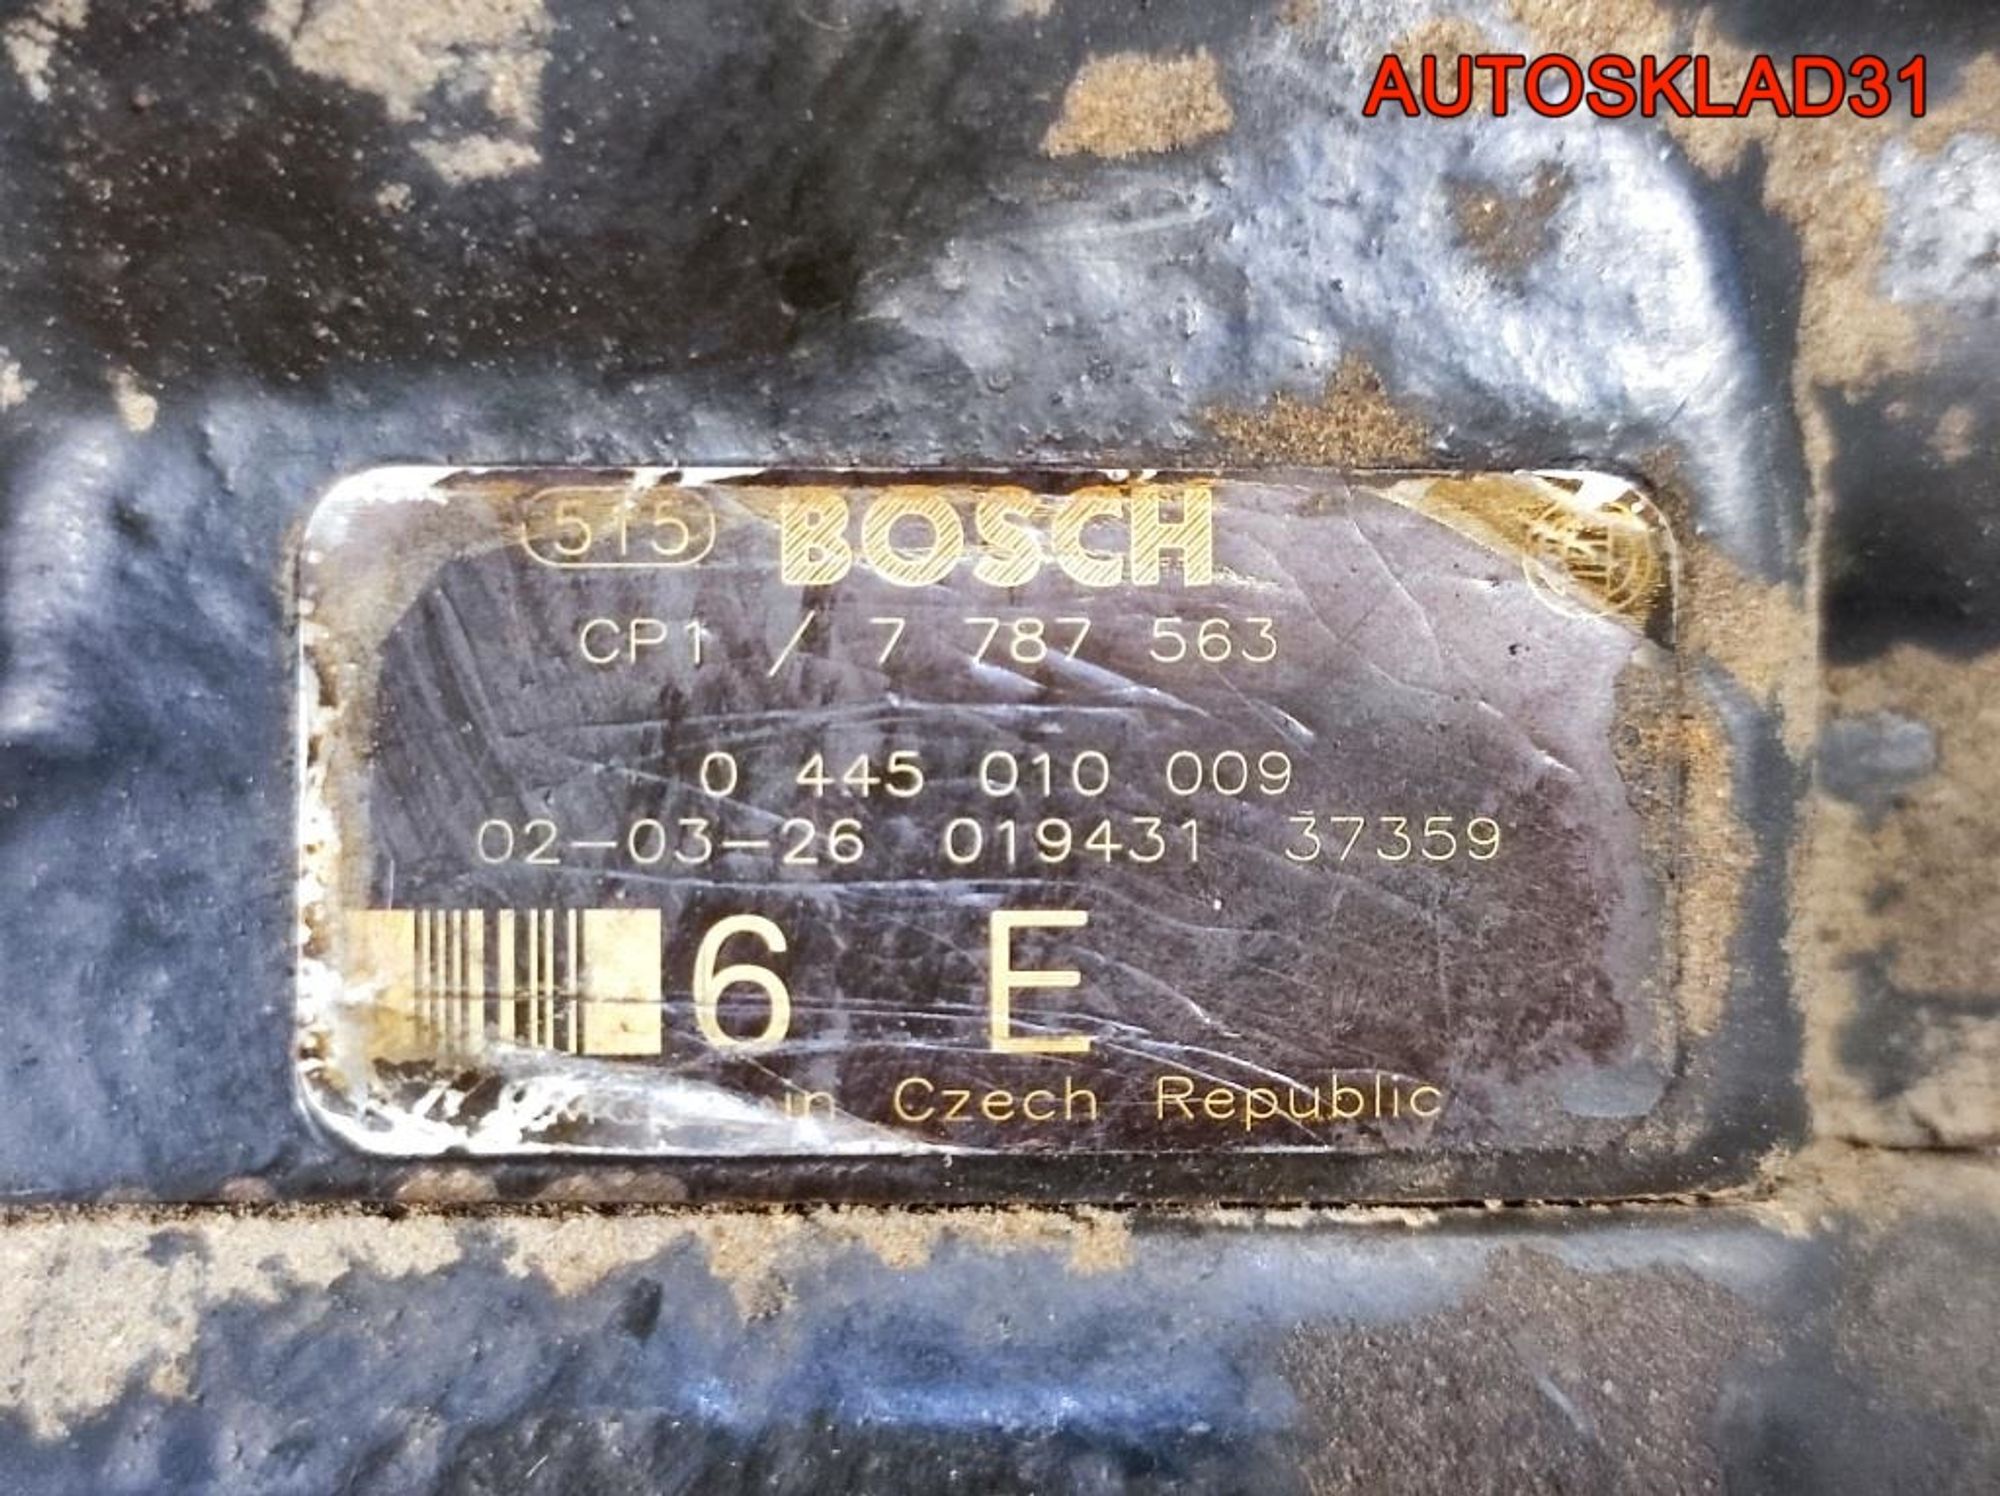 AUTOSKLAD31
515 BOSCH
CP1 / 7 787 563
0 445 010 009
02-03-26 019431 37359
6 E
in Czech Republic